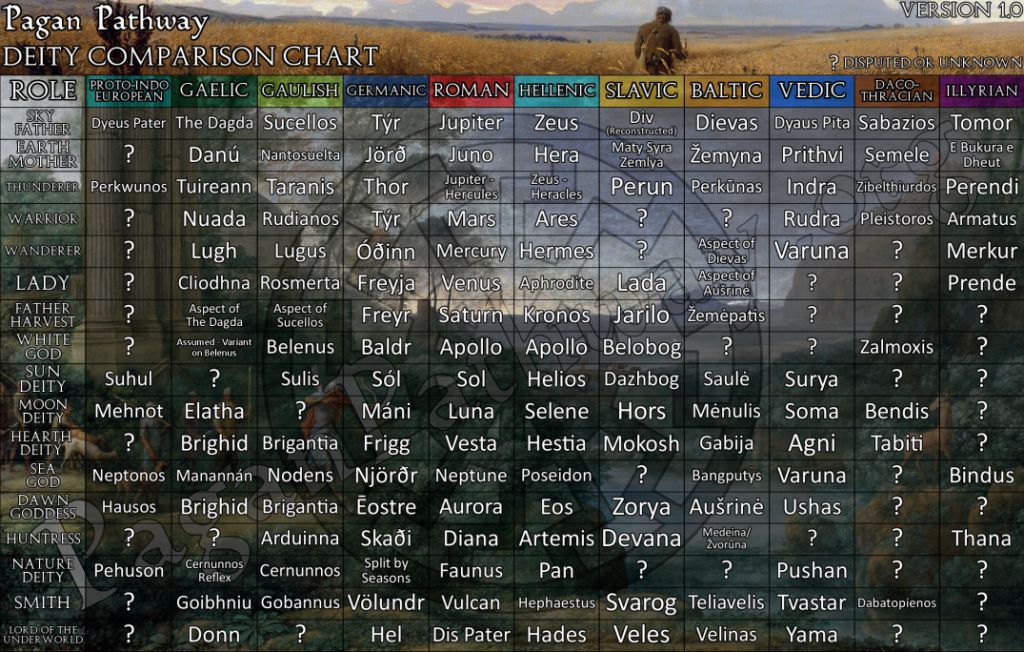 Pagan Pathway
VERSION 1.0
DEITY COMPARISON CHART
? DISPUTED OR UNKNOWN
ROLE PROTO-INDO EUROPEAN GAELIC GAULISH GERMANIC ROMAN HELLENIC SLAVIC BALTIC VEDIC DACO-THRACIAN ILLYRIAN
SKY FATHER Dyeus Pater The Dagda Sucellos Týr Jupiter Zeus Div (Reconstructed) Dievas Dyaus Pita Sabazios Tomor
EARTH MOTHER ? Danú Nantosuelta Jörð Juno Hera Maty Syra Zemlya Žemyna Prithvi Semele E Bukura e Dheut
THUNDERER Perkwunos Tuireann Taranis Thor Jupiter - Hercules Zeus - Heracles Perun Perkūnas Indra Zibelthiurdos Perendi
WARRIOR ? Nuada Rudianos Týr Mars Ares ? ? Rudra Pleistoros Armatus
WANDERER ? Lugh Lugus Óðinn Mercury Hermes ? Aspect of Dievas Varuna ? Merkur
LADY ? Cliodhna Rosmerta Freyja Venus Aphrodite Lada Aspect of Aušrinė ? ? Prende
FATHER HARVEST ? Aspect of The Dagda Aspect of Sucellos Freyr Saturn Kronos Jarilo Žemėpatis ? ? ?
WHITE GOD ? Assumed - Variant on Belenus Belenus Baldr Apollo Apollo Belobog ? ? Zalmoxis ?
SUN DEITY Suhul ? Sulis Sól Sol Helios Dazhbog Saulė Surya ? ?
MOON DEITY Mehnot Elatha ? Máni Luna Selene Hors Mėnulis Soma Bendis ?
HEARTH DEITY ? Brighid Brigantia Frigg Vesta Hestia Mokosh Gabija Agni Tabiti ?
SEA GOD Neptonos Manannán Nodens Njörðr Neptune Poseidon ? Bangputys Varuna ? Bindus
DAWN GODDESS Hausos Brighid Brigantia Ēostre Aurora Eos Zorya Aušrinė Ushas ? ?
HUNTRESS ? ? Arduinna Skaði Diana Artemis Devana Medeina/ Žvorūna ? ? Thana
NATURE DEITY Pehuson Cernunnos Reflex Cernunnos Split by Seasons Faunus Pan ? ? Pushan ? ?
SMITH ? Goibhniu Gobannus Völundr Vulcan Hephaestus Svarog Teliavelis Tvastar Dabatopienos ?
LORD OF THE UNDERWORLD ? Donn ? Hel Dis Pater Hades Veles Velinas Yama ? ?